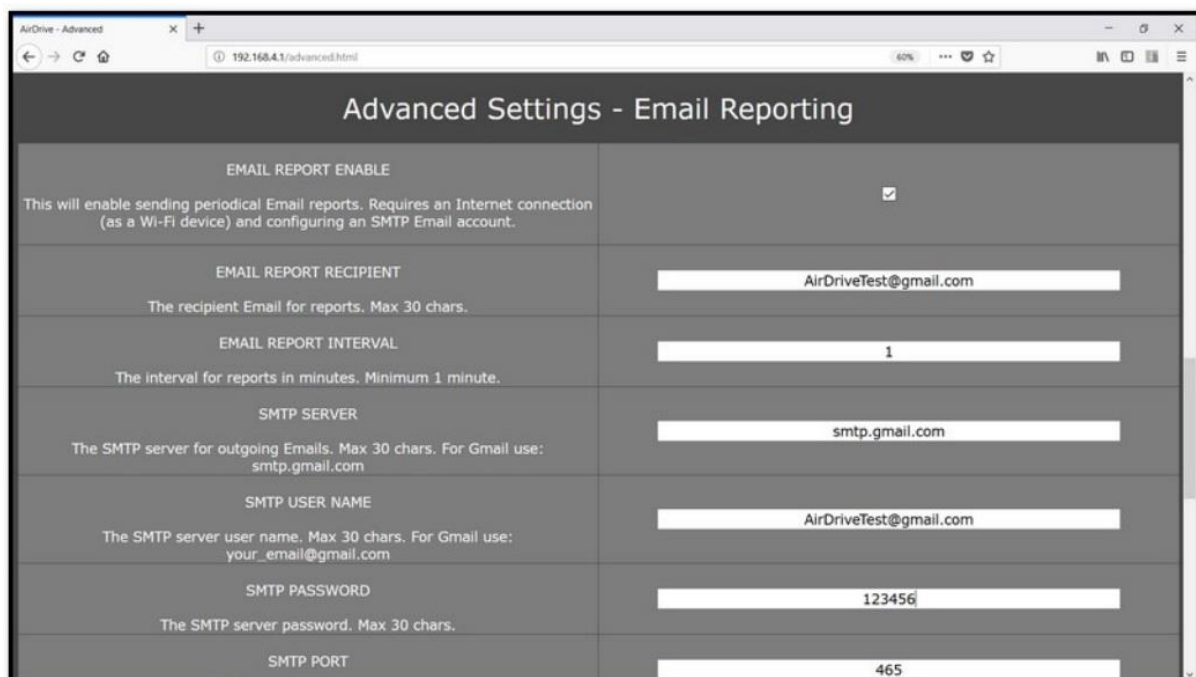 AirDrive - Advanced
192.168.4.1/advanced.html
60%
Advanced Settings - Email Reporting
EMAIL REPORT ENABLE
This will enable sending periodical Email reports. Requires an Internet connection
(as a Wi-Fi device) and configuring an SMTP Email account.
EMAIL REPORT RECIPIENT
The recipient Email for reports. Max 30 chars.
AirDriveTest@gmail.com
EMAIL REPORT INTERVAL
The interval for reports in minutes. Minimum 1 minute.
1
SMTP SERVER
The SMTP server for outgoing Emails. Max 30 chars. For Gmail use:
smtp.gmail.com
smtp.gmail.com
SMTP USER NAME
The SMTP server user name. Max 30 chars. For Gmail use:
your_email@gmail.com
AirDriveTest@gmail.com
SMTP PASSWORD
The SMTP server password. Max 30 chars.
123456
SMTP PORT
465